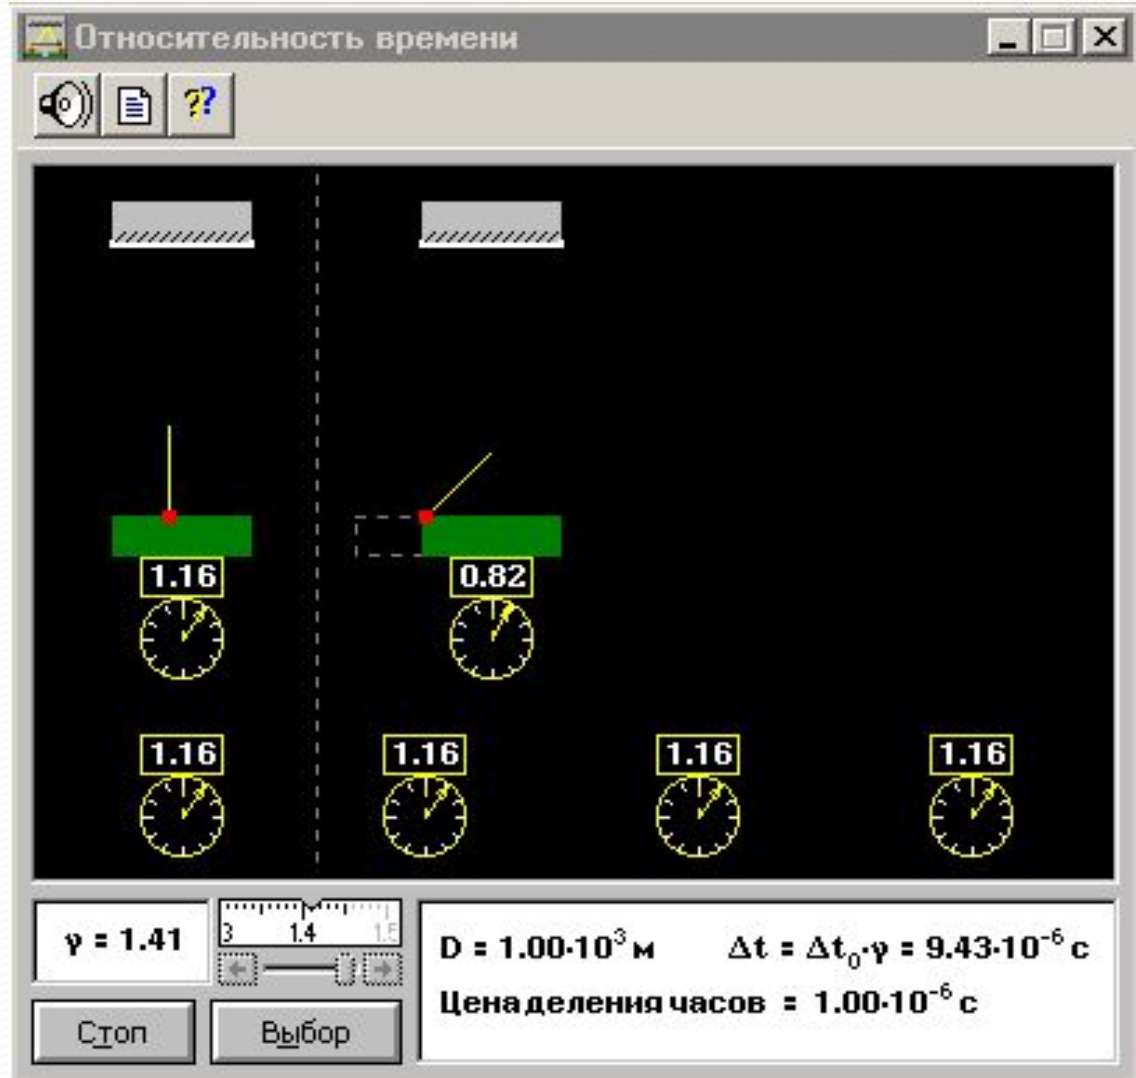 Относительность времени
??
1.16 0.82
1.16 1.16 1.16 1.16
γ = 1.41
3 1.4 1.5
D = 1.00·10³ м Δt = Δt₀·γ = 9.43·10⁻⁶ с
Цена деления часов = 1.00·10⁻⁶ с
Стоп Выбор